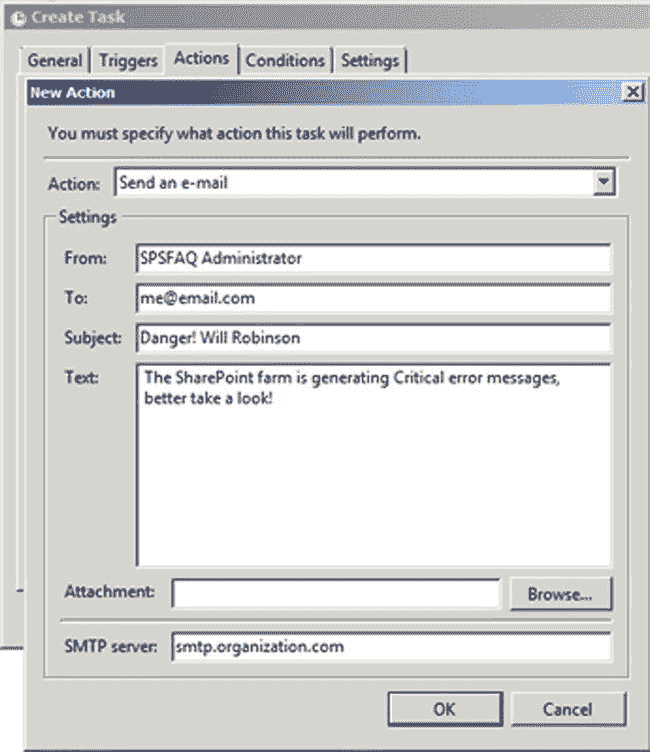 Create Task
General Triggers Actions Conditions Settings
New Action
You must specify what action this task will perform.
Action: Send an e-mail
Settings
From: SPSFAQ Administrator
To: me@email.com
Subject: Danger! Will Robinson
Text: The SharePoint farm is generating Critical error messages,
better take a look!
Attachment: Browse...
SMTP server: smtp.organization.com
OK Cancel